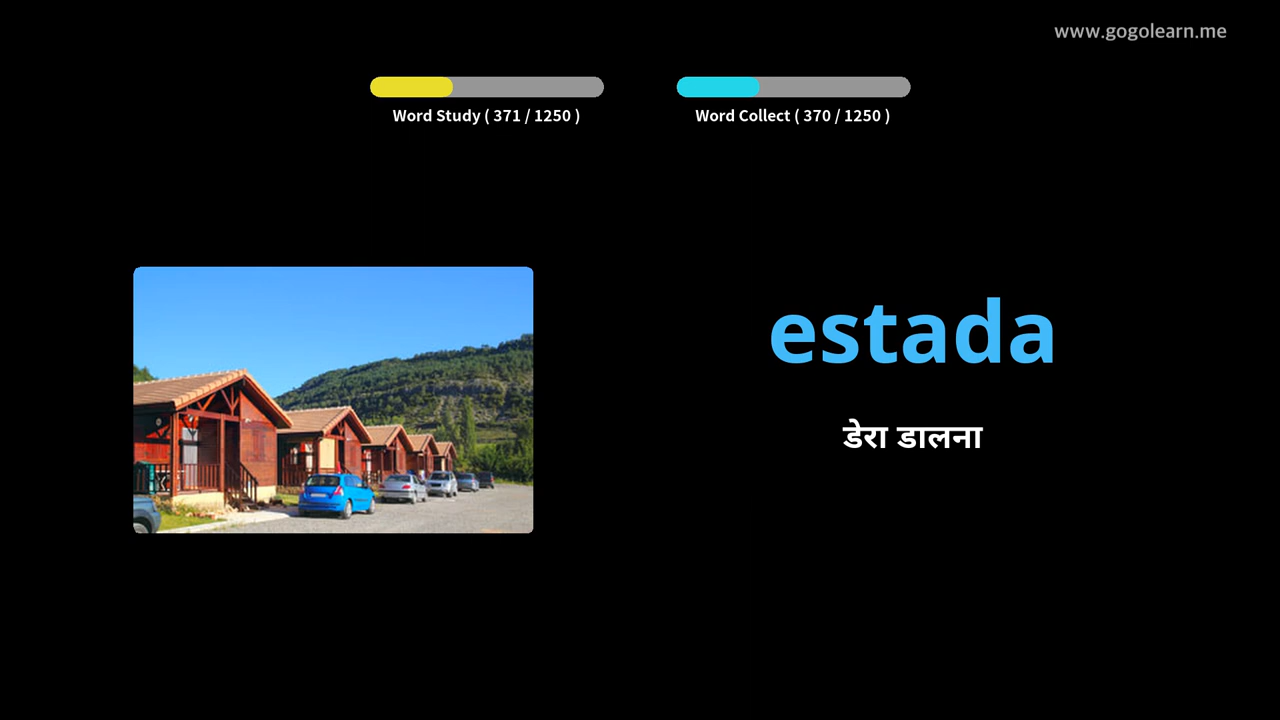 www.gogolearn.me
Word Study ( 371 / 1250 )
Word Collect ( 370 / 1250 )
estada
डेरा डालना